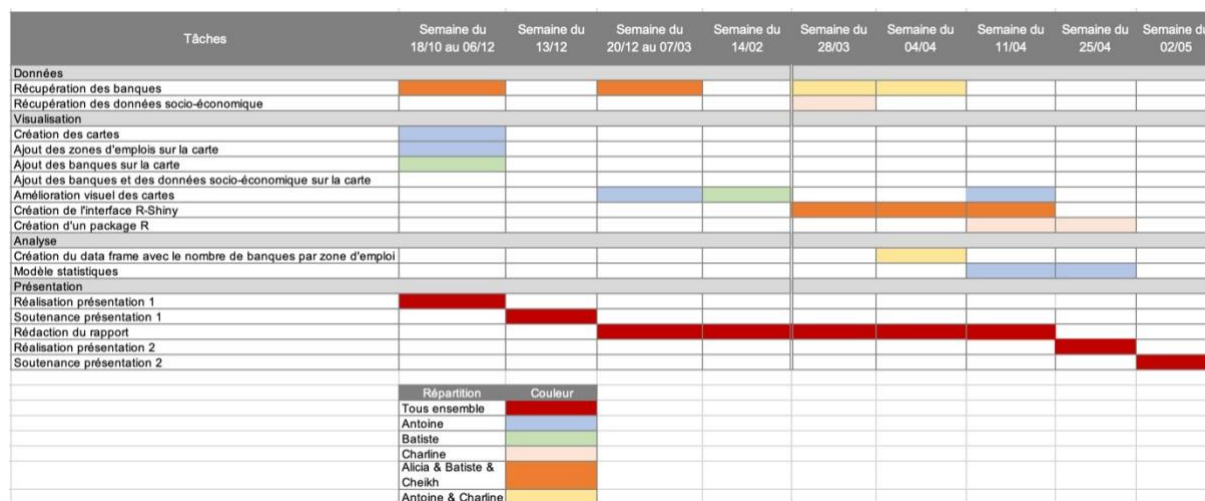 Tâches
Semaine du
18/10 au 06/12
Semaine du
13/12
Semaine du
20/12 au 07/03
Semaine du
14/02
Semaine du
28/03
Semaine du
04/04
Semaine du
11/04
Semaine du
25/04
Semaine du
02/05
Données
Récupération des banques
Récupération des données socio-économique
Visualisation
Création des cartes
Ajout des zones d'emplois sur la carte
Ajout des banques sur la carte
Ajout des banques et des données socio-économique sur la carte
Amélioration visuel des cartes
Création de l'interface R-Shiny
Création d'un package R
Analyse
Création du data frame avec le nombre de banques par zone d'emploi
Modèle statistiques
Présentation
Réalisation présentation 1
Soutenance présentation 1
Rédaction du rapport
Réalisation présentation 2
Soutenance présentation 2
Répartition Couleur
Tous ensemble
Antoine
Batiste
Charline
Alicia & Batiste &
Cheikh
Antoine & Charline